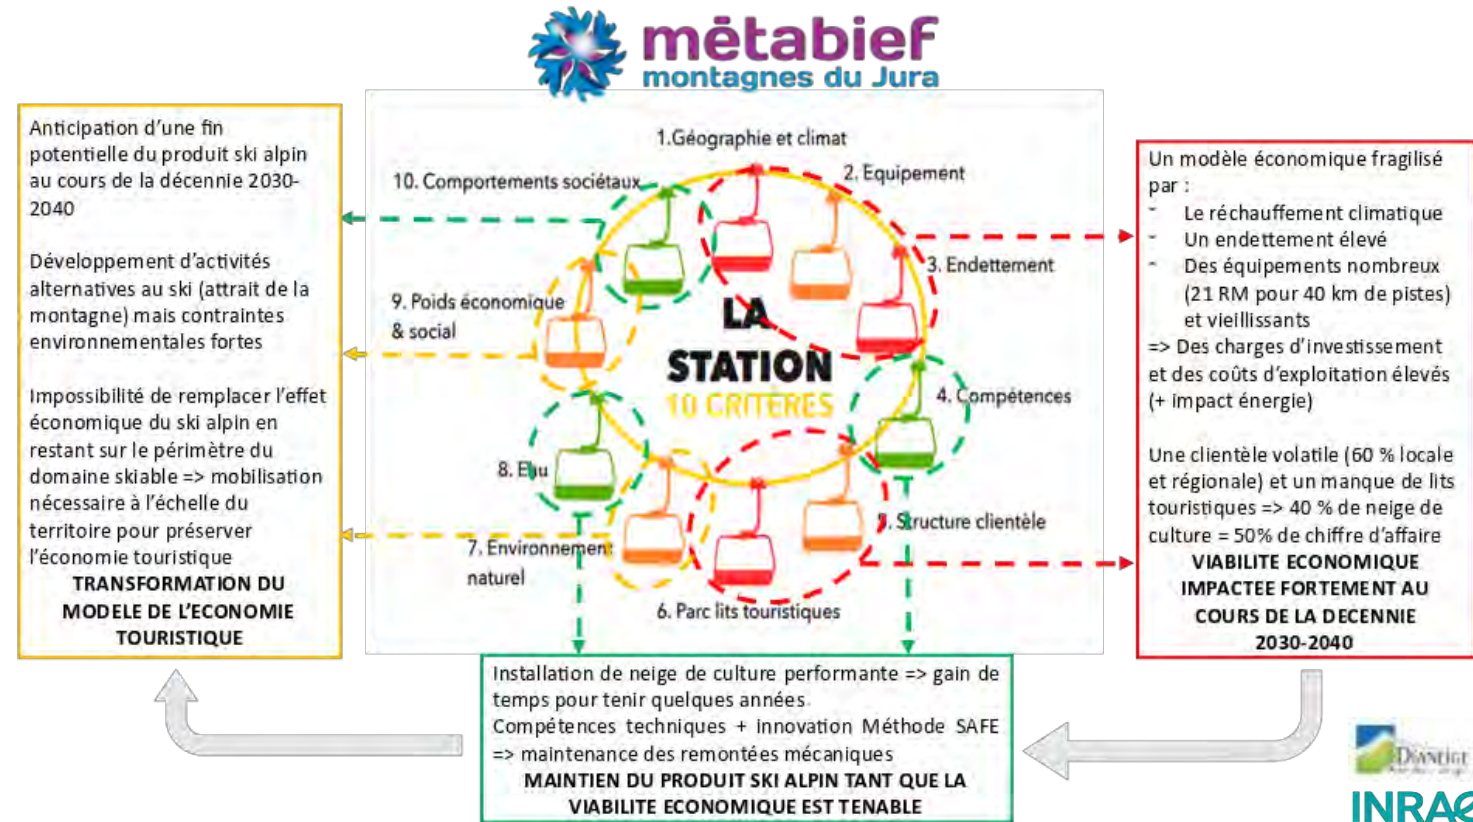 mētabief
montagnes du Jura
Anticipation d'une fin
potentielle du produit ski alpin
au cours de la décennie 2030-
2040
Développement d'activités
alternatives au ski (attrait de la
montagne) mais contraintes
environnementales fortes
Impossibilité de remplacer l'effet
économique du ski alpin en
restant sur le périmètre du
domaine skiable => mobilisation
nécessaire à l'échelle du
territoire pour préserver
l'économie touristique
TRANSFORMATION DU
MODELE DE L'ECONOMIE
TOURISTIQUE
1.Géographie et climat
2. Equipement
3. Endettement
4. Compétences
5. Structure clientèle
6. Parc lits touristiques
7. Environnement
naturel
8. Eau
9. Poids économique
& social
10. Comportements sociétaux
LA
STATION
10 CRITÈRES
Un modèle économique fragilisé
par :
- Le réchauffement climatique
- Un endettement élevé
- Des équipements nombreux
(21 RM pour 40 km de pistes)
et vieillissants
=> Des charges d'investissement
et des coûts d'exploitation élevés
(+ impact énergie)
Une clientèle volatile (60 % locale
et régionale) et un manque de lits
touristiques => 40 % de neige de
culture = 50% de chiffre d'affaire
VIABILITE ECONOMIQUE
IMPACTEE FORTEMENT AU
COURS DE LA DECENNIE
2030-2040
Installation de neige de culture performante => gain de
temps pour tenir quelques années
Compétences techniques + innovation Méthode SAFE
=> maintenance des remontées mécaniques
MAINTIEN DU PRODUIT SKI ALPIN TANT QUE LA
VIABILITE ECONOMIQUE EST TENABLE
DIANEIGE
INRAE